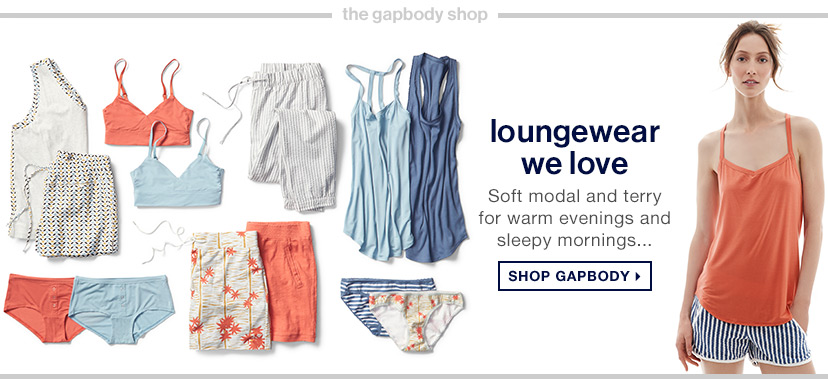 the gapbody shop
loungewear
we love
Soft modal and terry
for warm evenings and
sleepy mornings...
SHOP GAPBODY